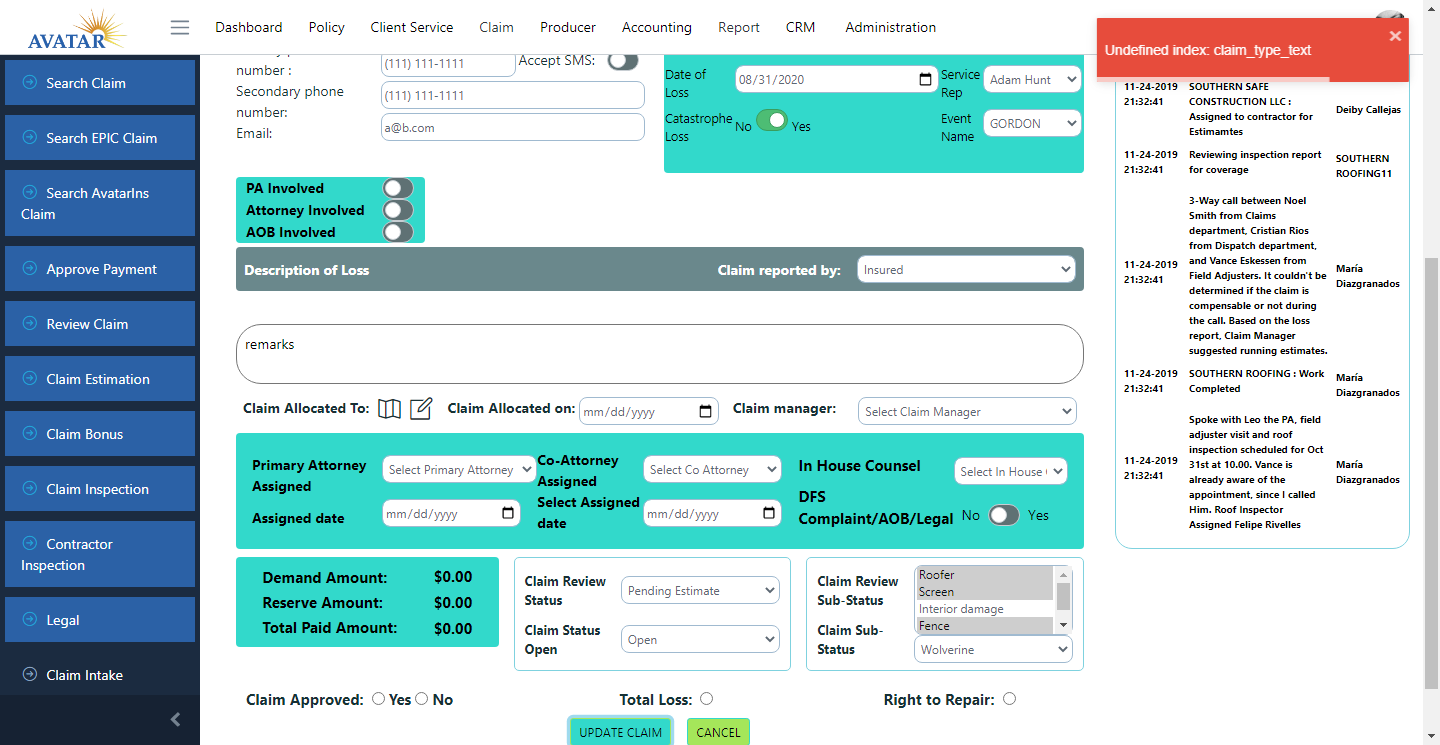 AVATAR
Dashboard
Policy
Client Service
Claim
Producer
Accounting
Report
CRM
Administration
Undefined index: claim_type_text
×
Search Claim
Search EPIC Claim
Search AvatarIns
Claim
Approve Payment
Review Claim
Claim Estimation
Claim Bonus
Claim Inspection
Contractor
Inspection
Legal
Claim Intake
number :
(111) 111-1111
Accept SMS:
Secondary phone
number:
(111) 111-1111
Email:
a@b.com
Date of
Loss
08/31/2020
Service
Rep
Adam Hunt
Catastrophe
Loss
No
Yes
Event
Name
GORDON
PA Involved
Attorney Involved
AOB Involved
Description of Loss
Claim reported by:
Insured
remarks
Claim Allocated To:
Claim Allocated on:
mm/dd/yyyy
Claim manager:
Select Claim Manager
Primary Attorney
Assigned
Select Primary Attorney
Co-Attorney
Assigned
Select Co Attorney
In House Counsel
Select In House
Assigned date
mm/dd/yyyy
Select Assigned
date
mm/dd/yyyy
DFS
Complaint/AOB/Legal
No
Yes
Demand Amount:
$0.00
Reserve Amount:
$0.00
Total Paid Amount:
$0.00
Claim Review
Status
Pending Estimate
Claim Status
Open
Open
Claim Review
Sub-Status
Roofer
Screen
Interior damage
Fence
Claim Sub-
Status
Wolverine
Claim Approved:
Yes
No
Total Loss:
Right to Repair:
UPDATE CLAIM
CANCEL
11-24-2019
21:32:41
SOUTHERN SAFE
CONSTRUCTION LLC :
Assigned to contractor for
Estimamtes
Deiby Callejas
11-24-2019
21:32:41
Reviewing inspection report
for coverage
SOUTHERN
ROOFING11
11-24-2019
21:32:41
3-Way call between Noel
Smith from Claims
department, Cristian Rios
from Dispatch department,
and Vance Eskessen from
Field Adjusters. It couldn't be
determined if the claim is
compensable or not during
the call. Based on the loss
report, Claim Manager
suggested running estimates.
María
Diazgranados
11-24-2019
21:32:41
SOUTHERN ROOFING : Work
Completed
María
Diazgranados
11-24-2019
21:32:41
Spoke with Leo the PA, field
adjuster visit and roof
inspection scheduled for Oct
31st at 10.00. Vance is
already aware of the
appointment, since I called
Him. Roof Inspector
Assigned Felipe Rivelles
María
Diazgranados